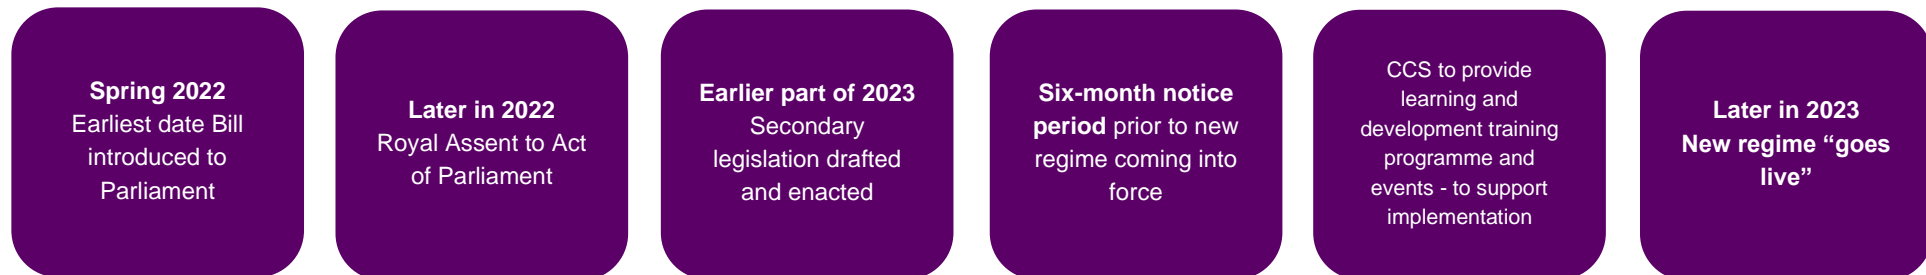 Spring 2022
Earliest date Bill
introduced to
Parliament
Later in 2022
Royal Assent to Act
of Parliament
Earlier part of 2023
Secondary
legislation drafted
and enacted
Six-month notice
period prior to new
regime coming into
force
CCS to provide
learning and
development training
programme and
events - to support
implementation
Later in 2023
New regime “goes
live”